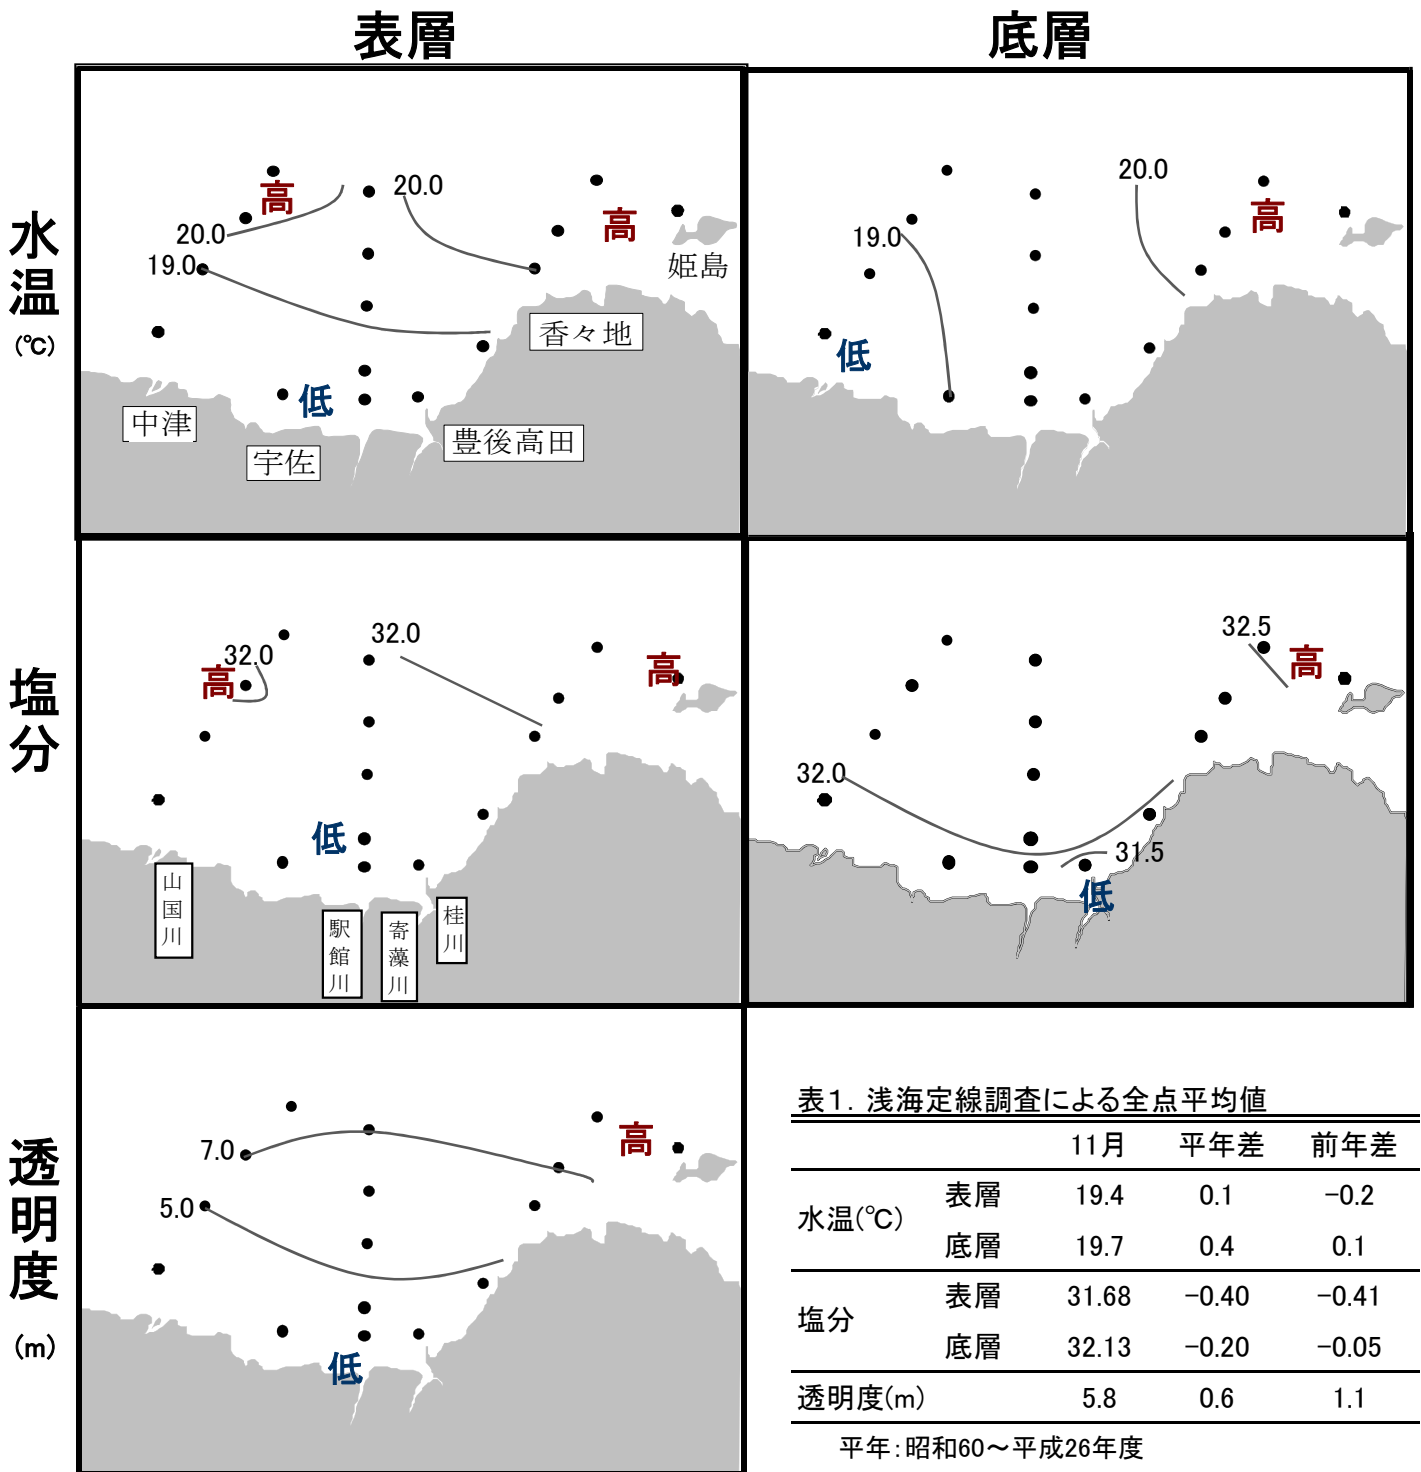 表層
底層
水温
(℃)
高
20.0
高
姫島
20.0
19.0
香々地
低
中津
宇佐
豊後高田
20.0
高
19.0
低
塩分
32.0
高
32.0
高
低
山国川
駅館川
寄藻川
桂川
32.5
高
32.0
31.5
低
透明度
(m)
高
7.0
5.0
低
表1. 浅海定線調査による全点平均値
11月 平年差 前年差
水温(℃) 表層 19.4 0.1 -0.2
底層 19.7 0.4 0.1
塩分 表層 31.68 -0.40 -0.41
底層 32.13 -0.20 -0.05
透明度(m) 5.8 0.6 1.1
平年:昭和60～平成26年度